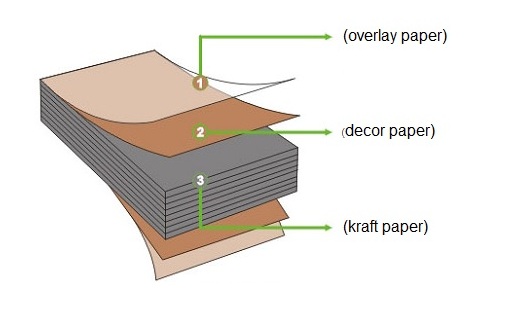 (overlay paper)
1
2
(decor paper)
3
(kraft paper)